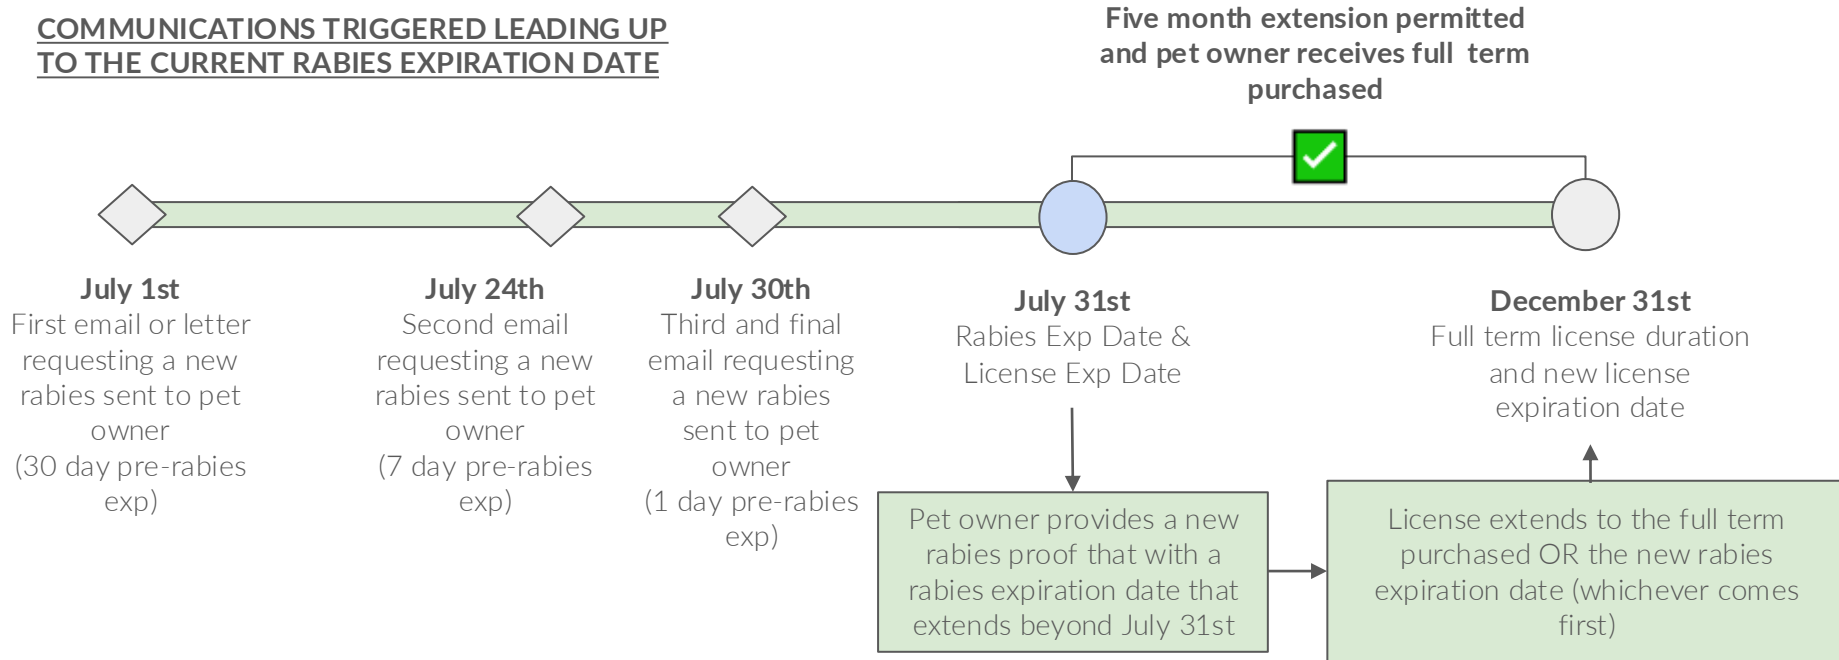 COMMUNICATIONS TRIGGERED LEADING UP
TO THE CURRENT RABIES EXPIRATION DATE
Five month extension permitted
and pet owner receives full term
purchased
July 1st
First email or letter
requesting a new
rabies sent to pet
owner
(30 day pre-rabies
exp)
July 24th
Second email
requesting a new
rabies sent to pet
owner
(7 day pre-rabies
exp)
July 30th
Third and final
email requesting
a new rabies
sent to pet
owner
(1 day pre-rabies
exp)
July 31st
Rabies Exp Date &
License Exp Date
December 31st
Full term license duration
and new license
expiration date
Pet owner provides a new
rabies proof that with a
rabies expiration date that
extends beyond July 31st
License extends to the full term
purchased OR the new rabies
expiration date (whichever comes
first)